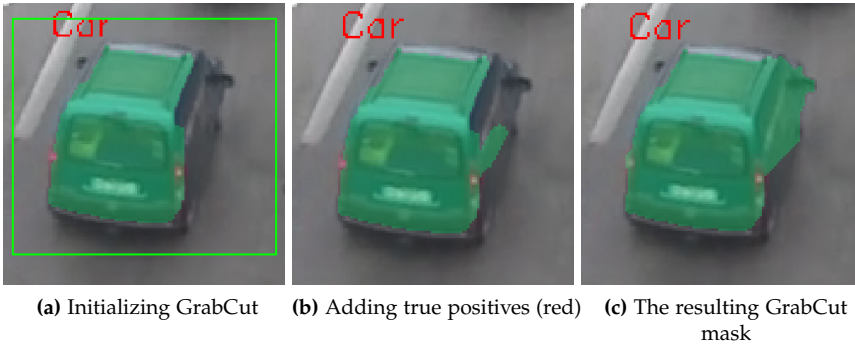 Car
Car
Car
(a) Initializing GrabCut
(b) Adding true positives (red)
(c) The resulting GrabCut
mask